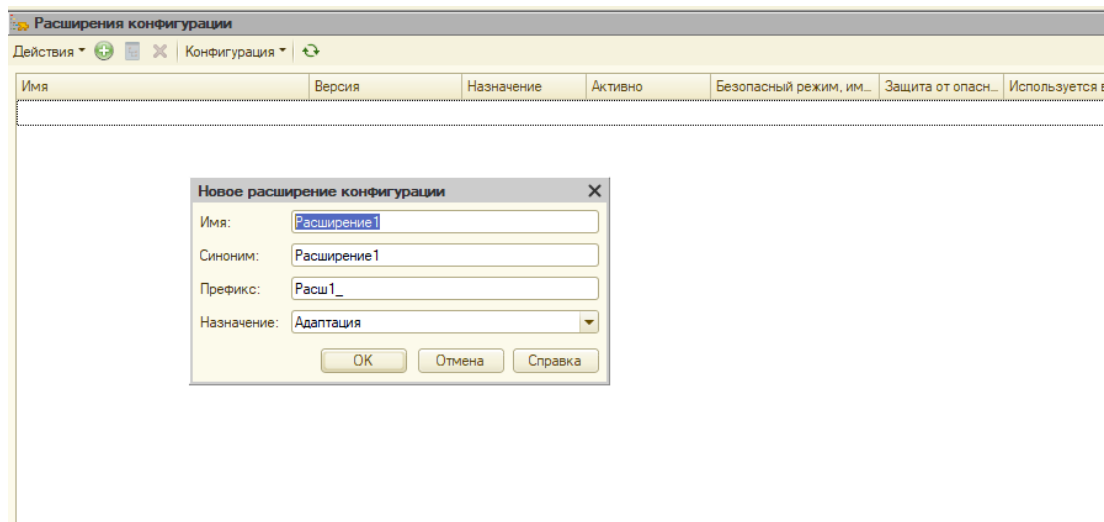 Расширения конфигурации
Действия Конфигурация
Имя Версия Назначение Активно Безопасный режим, им... Защита от опасн... Используется в
Новое расширение конфигурации
Имя: Расширение1
Синоним: Расширение1
Префикс: Расш1_
Назначение: Адаптация
ОК Отмена Справка